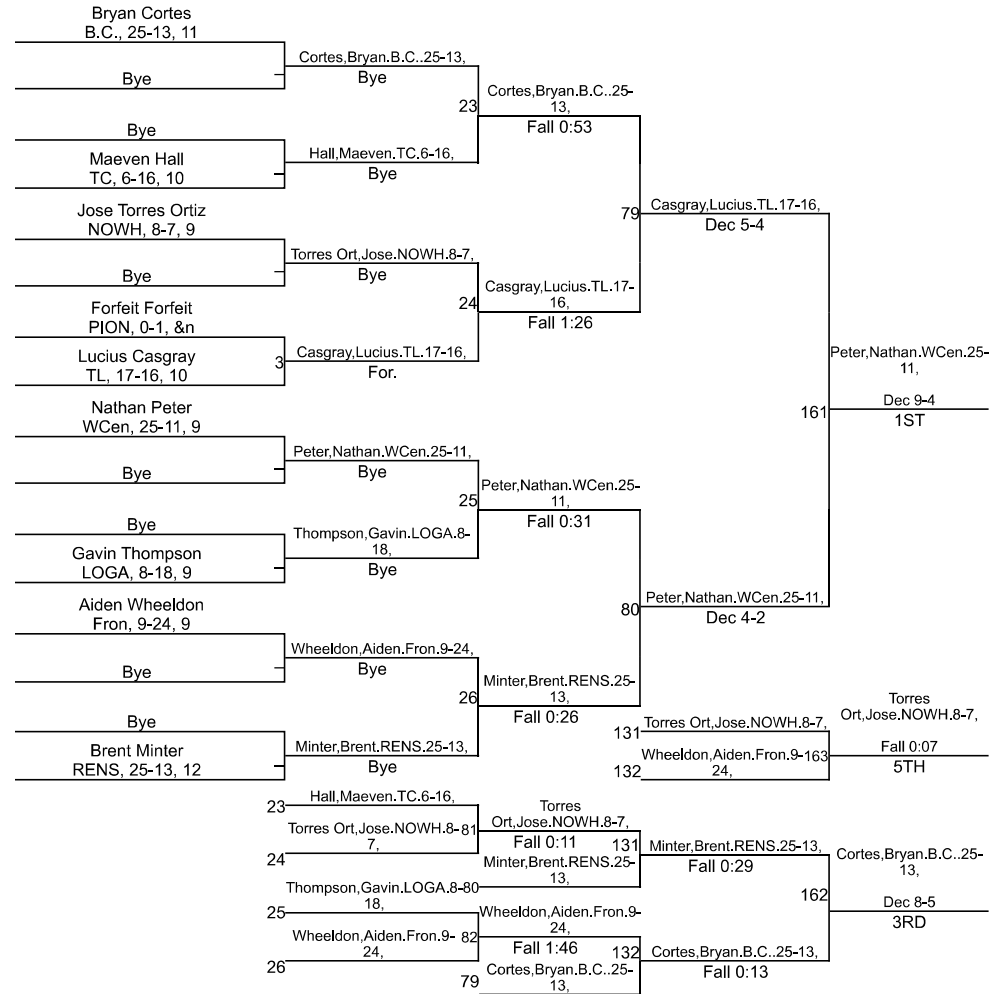 Bryan Cortes
B.C., 25-13, 11
Bye
Bye
Maeven Hall
TC, 6-16, 10
Jose Torres Ortiz
NOWH, 8-7, 9
Bye
Forfeit Forfeit
PION, 0-1, &n
Lucius Casgray
TL, 17-16, 10
3
Nathan Peter
WCen, 25-11, 9
Bye
Bye
Gavin Thompson
LOGA, 8-18, 9
Aiden Wheeldon
Fron, 9-24, 9
Bye
Bye
Brent Minter
RENS, 25-13, 12
Cortes,Bryan.B.C..25-13,
Bye
23
Hall,Maeven.TC.6-16,
Bye
Torres Ort,Jose.NOWH.8-7,
Bye
24
Casgray,Lucius.TL.17-16,
For.
Peter,Nathan.WCen.25-11,
Bye
25
Thompson,Gavin.LOGA.8-
18,
Bye
Wheeldon,Aiden.Fron.9-24,
Bye
26
Minter,Brent.RENS.25-13,
Bye
Cortes,Bryan.B.C..25-
13,
Fall 0:53
79
Casgray,Lucius.TL.17-
16,
Fall 1:26
Peter,Nathan.WCen.25-
11,
Fall 0:31
80
Minter,Brent.RENS.25-
13,
Fall 0:26
Casgray,Lucius.TL.17-16,
Dec 5-4
161
Peter,Nathan.WCen.25-11,
Dec 4-2
Peter,Nathan.WCen.25-
11,
Dec 9-4
1ST
131
Torres Ort,Jose.NOWH.8-7,
132
Wheeldon,Aiden.Fron.9-
24,
163
Torres
Ort,Jose.NOWH.8-7,
Fall 0:07
5TH
23
Hall,Maeven.TC.6-16,
24
Torres Ort,Jose.NOWH.8-
7,
81
25
Thompson,Gavin.LOGA.8-
18,
26
Wheeldon,Aiden.Fron.9-
24,
82
Torres
Ort,Jose.NOWH.8-7,
Fall 0:11
131
80
Minter,Brent.RENS.25-
13,
Wheeldon,Aiden.Fron.9-
24,
Fall 1:46
132
79
Cortes,Bryan.B.C..25-
13,
Minter,Brent.RENS.25-13,
Fall 0:29
162
Cortes,Bryan.B.C..25-13,
Fall 0:13
Cortes,Bryan.B.C..25-
13,
Dec 8-5
3RD